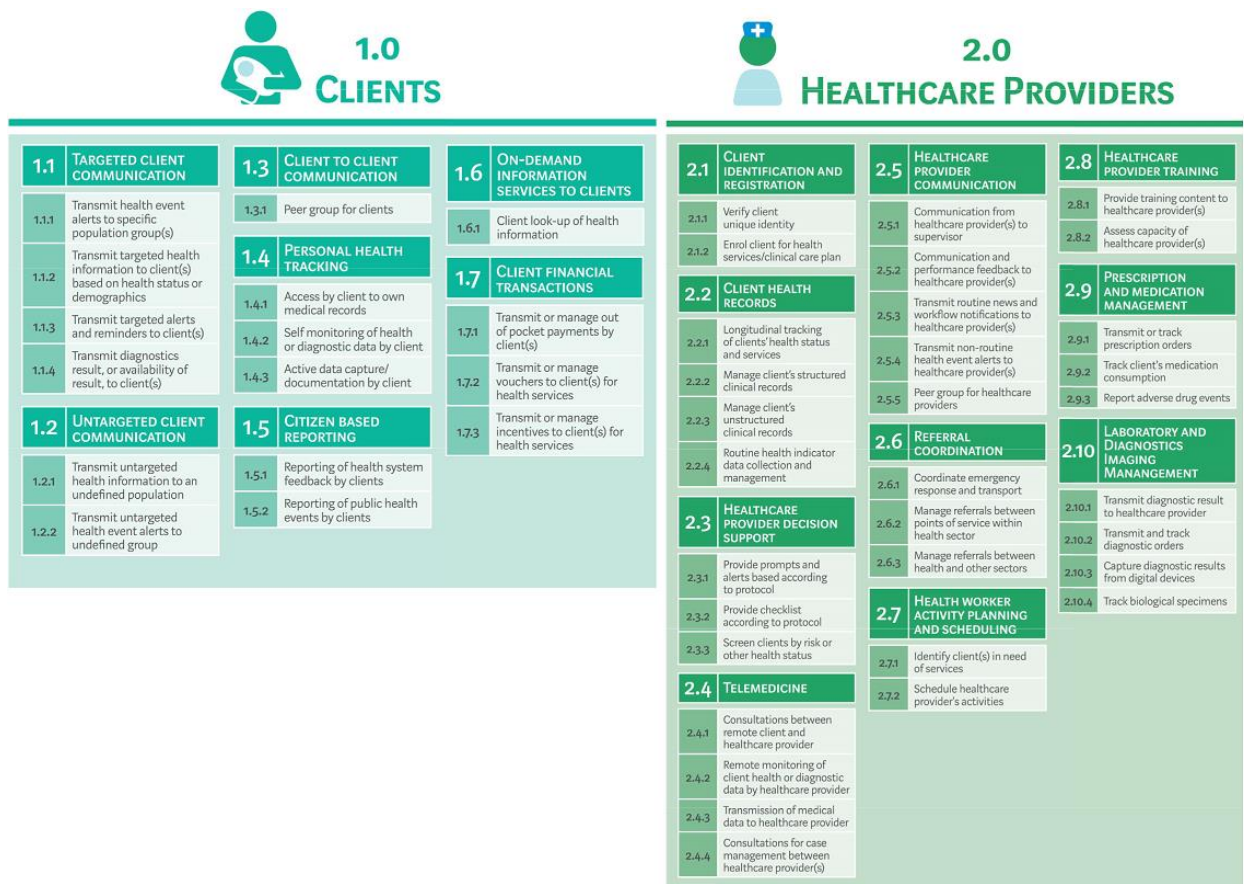 1.0
CLIENTS
1.1 TARGETED CLIENT
COMMUNICATION
1.1.1 Transmit health event
alerts to specific
population group(s)
1.1.2 Transmit targeted health
information to client(s)
based on health status or
demographics
1.1.3 Transmit targeted alerts
and reminders to client(s)
1.1.4 Transmit diagnostics
result, or availability of
result, to client(s)
1.2 UNTARGETED CLIENT
COMMUNICATION
1.2.1 Transmit untargeted
health information to an
undefined population
1.2.2 Transmit untargeted
health event alerts to
undefined group
1.3 CLIENT TO CLIENT
COMMUNICATION
1.3.1 Peer group for clients
1.4 PERSONAL HEALTH
TRACKING
1.4.1 Access by client to own
medical records
1.4.2 Self monitoring of health
or diagnostic data by client
1.4.3 Active data capture/
documentation by client
1.5 CITIZEN BASED
REPORTING
1.5.1 Reporting of health system
feedback by clients
1.5.2 Reporting of public health
events by clients
1.6 ON-DEMAND
INFORMATION
SERVICES TO CLIENTS
1.6.1 Client look-up of health
information
1.7 CLIENT FINANCIAL
TRANSACTIONS
1.7.1 Transmit or manage out
of pocket payments by
client(s)
1.7.2 Transmit or manage
vouchers to client(s) for
health services
1.7.3 Transmit or manage
incentives to client(s) for
health services
2.0
HEALTHCARE PROVIDERS
2.1 CLIENT
IDENTIFICATION AND
REGISTRATION
2.1.1 Verify client
unique identity
2.1.2 Enrol client for health
services/clinical care plan
2.2 CLIENT HEALTH
RECORDS
2.2.1 Longitudinal tracking
of clients' health status
and services
2.2.2 Manage client's structured
clinical records
2.2.3 Manage client's
unstructured
clinical records
2.2.4 Routine health indicator
data collection and
management
2.3 HEALTHCARE
PROVIDER DECISION
SUPPORT
2.3.1 Provide prompts and
alerts based according
to protocol
2.3.2 Provide checklist
according to protocol
2.3.3 Screen clients by risk or
other health status
2.4 TELEMEDICINE
2.4.1 Consultations between
remote client and
healthcare provider
2.4.2 Remote monitoring of
client health or diagnostic
data by healthcare provider
2.4.3 Transmission of medical
data to healthcare provider
2.4.4 Consultations for case
management between
healthcare provider(s)
2.5 HEALTHCARE
PROVIDER
COMMUNICATION
2.5.1 Communication from
healthcare provider(s) to
supervisor
2.5.2 Communication and
performance feedback to
healthcare provider(s)
2.5.3 Transmit routine news and
workflow notifications to
healthcare provider(s)
2.5.4 Transmit non-routine
health event alerts to
healthcare provider(s)
2.5.5 Peer group for healthcare
providers
2.6 REFERRAL
COORDINATION
2.6.1 Coordinate emergency
response and transport
2.6.2 Manage referrals between
points of service within
health sector
2.6.3 Manage referrals between
health and other sectors
2.7 HEALTH WORKER
ACTIVITY PLANNING
AND SCHEDULING
2.7.1 Identify client(s) in need
of services
2.7.2 Schedule healthcare
provider's activities
2.8 HEALTHCARE
PROVIDER TRAINING
2.8.1 Provide training content to
healthcare provider(s)
2.8.2 Assess capacity of
healthcare provider(s)
2.9 PRESCRIPTION
AND MEDICATION
MANAGEMENT
2.9.1 Transmit or track
prescription orders
2.9.2 Track client's medication
consumption
2.9.3 Report adverse drug events
2.10 LABORATORY AND
DIAGNOSTICS
IMAGING
MANANGEMENT
2.10.1 Transmit diagnostic result
to healthcare provider
2.10.2 Transmit and track
diagnostic orders
2.10.3 Capture diagnostic results
from digital devices
2.10.4 Track biological specimens